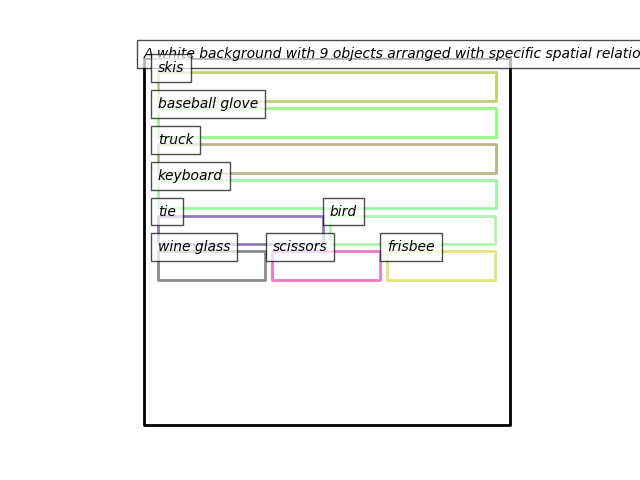 A white background with 9 objects arranged with specific spatial relatio
skis
baseball glove
truck
keyboard
tie
bird
wine glass
scissors
frisbee